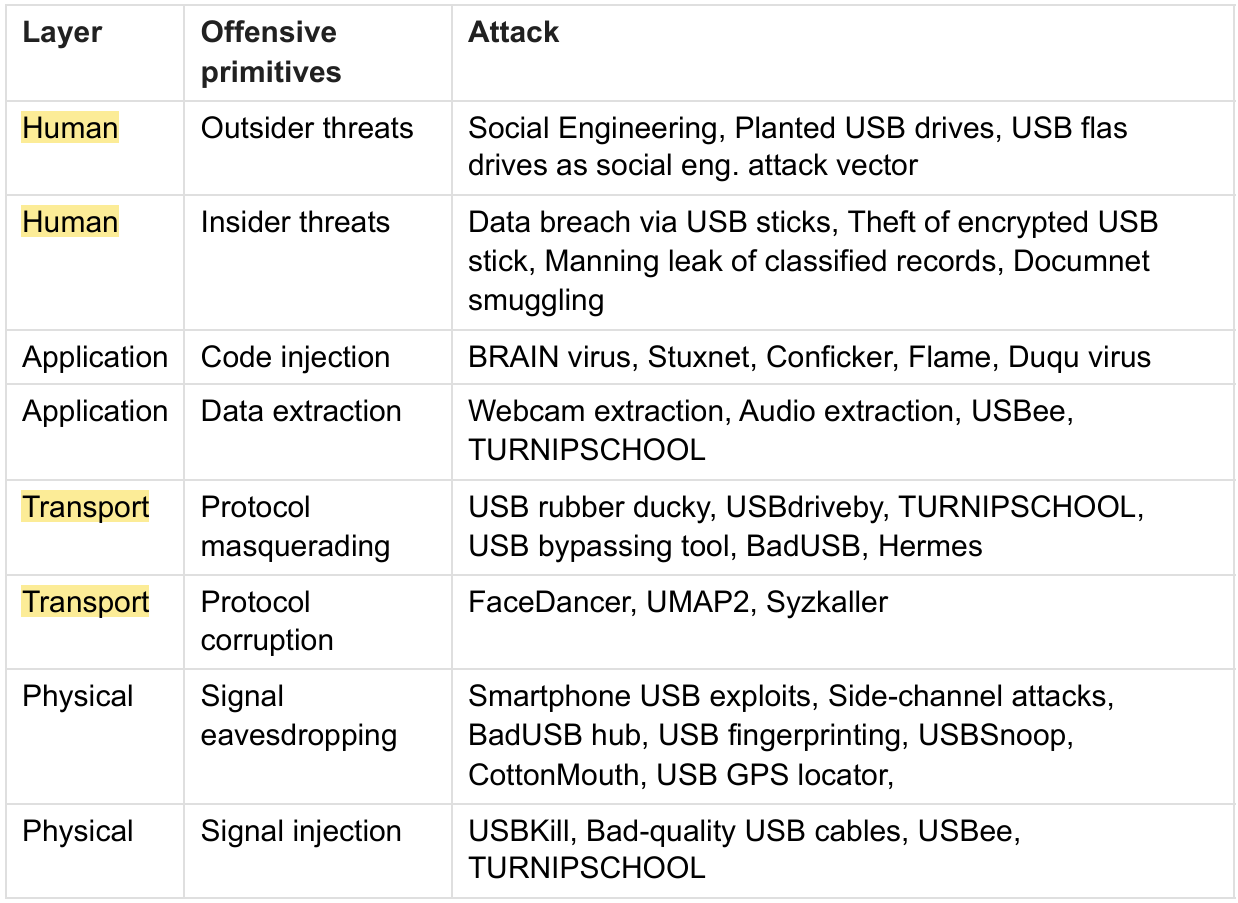 Layer
Offensive
primitives
Attack
Human
Outsider threats
Social Engineering, Planted USB drives, USB flas
drives as social eng. attack vector
Human
Insider threats
Data breach via USB sticks, Theft of encrypted USB
stick, Manning leak of classified records, Documnet
smuggling
Application
Code injection
BRAIN virus, Stuxnet, Conficker, Flame, Duqu virus
Application
Data extraction
Webcam extraction, Audio extraction, USBee,
TURNIPSCHOOL
Transport
Protocol
masquerading
USB rubber ducky, USBdriveby, TURNIPSCHOOL,
USB bypassing tool, BadUSB, Hermes
Transport
Protocol
corruption
FaceDancer, UMAP2, Syzkaller
Physical
Signal
eavesdropping
Smartphone USB exploits, Side-channel attacks,
BadUSB hub, USB fingerprinting, USBSnoop,
CottonMouth, USB GPS locator,
Physical
Signal injection
USBKill, Bad-quality USB cables, USBee,
TURNIPSCHOOL